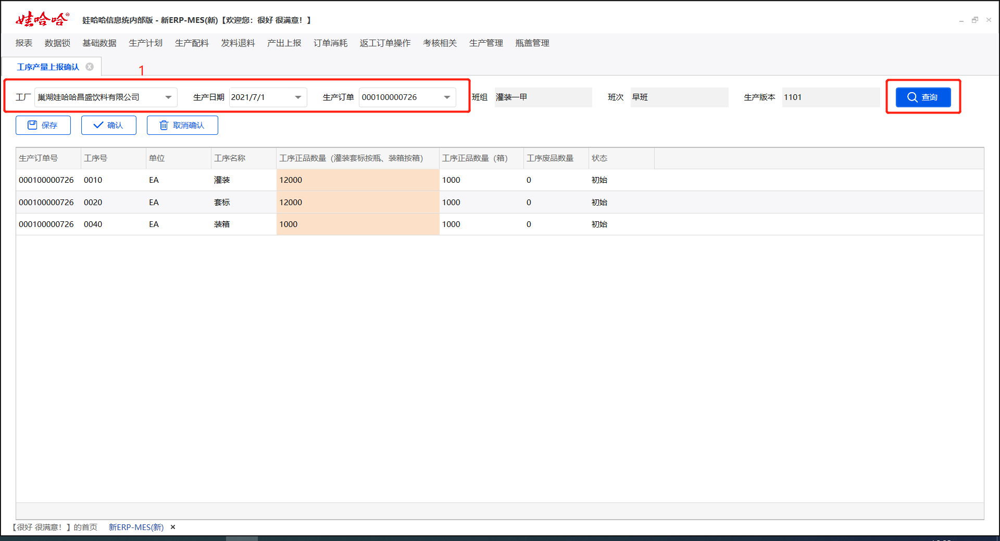 娃哈哈®
娃哈哈信息统内部版 - 新ERP-MES(新)【欢迎您：很好 很满意！】
报表 数据锁 基础数据 生产计划 生产配料 发料退料 产出上报 订单消耗 返工订单操作 考核相关 生产管理 瓶盖管理
工序产量上报确认
1
工厂 巢湖娃哈哈昌盛饮料有限公司 生产日期 2021/7/1 生产订单 000100000726 班组 灌装一甲 班次 早班 生产版本 1101 查询
保存 确认 取消确认
生产订单号 工序号 单位 工序名称 工序正品数量（灌装套标按瓶、装箱按箱） 工序正品数量（箱） 工序废品数量 状态
000100000726 0010 EA 灌装 12000 1000 0 初始
000100000726 0020 EA 套标 12000 1000 0 初始
000100000726 0040 EA 装箱 1000 1000 0 初始
【很好 很满意！】的首页 新ERP-MES(新)